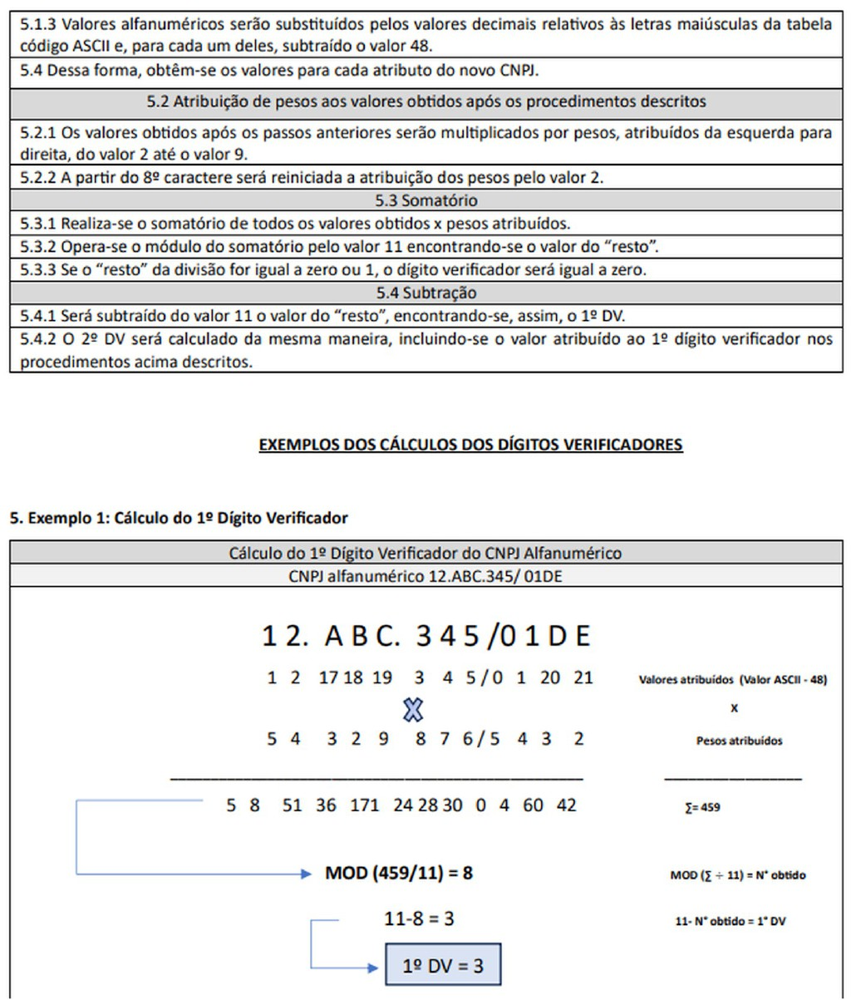 5.1.3 Valores alfanuméricos serão substituídos pelos valores decimais relativos às letras maiúsculas da tabela
código ASCII e, para cada um deles, subtraído o valor 48.
5.4 Dessa forma, obtêm-se os valores para cada atributo do novo CNPJ.
5.2 Atribuição de pesos aos valores obtidos após os procedimentos descritos
5.2.1 Os valores obtidos após os passos anteriores serão multiplicados por pesos, atribuídos da esquerda para
direita, do valor 2 até o valor 9.
5.2.2 A partir do 8º caractere será reiniciada a atribuição dos pesos pelo valor 2.
5.3 Somatório
5.3.1 Realiza-se o somatório de todos os valores obtidos x pesos atribuídos.
5.3.2 Opera-se o módulo do somatório pelo valor 11 encontrando-se o valor do “resto”.
5.3.3 Se o “resto” da divisão for igual a zero ou 1, o dígito verificador será igual a zero.
5.4 Subtração
5.4.1 Será subtraído do valor 11 o valor do “resto”, encontrando-se, assim, o 1º DV.
5.4.2 O 2º DV será calculado da mesma maneira, incluindo-se o valor atribuído ao 1º dígito verificador nos
procedimentos acima descritos.
EXEMPLOS DOS CÁLCULOS DOS DÍGITOS VERIFICADORES
5. Exemplo 1: Cálculo do 1º Dígito Verificador
Cálculo do 1º Dígito Verificador do CNPJ Alfanumérico
CNPJ alfanumérico 12.ABC.345/ 01DE
1 2. A B C. 3 4 5 /0 1 D E
1 2 17 18 19 3 4 5 / 0 1 20 21 Valores atribuídos (Valor ASCII - 48)
X x
5 4 3 2 9 8 7 6 / 5 4 3 2 Pesos atribuídos
5 8 51 36 171 24 28 30 0 4 60 42 ∑= 459
MOD (459/11) = 8 MOD (∑ ÷ 11) = N° obtido
11-8 = 3 11- N° obtido = 1° DV
1º DV = 3